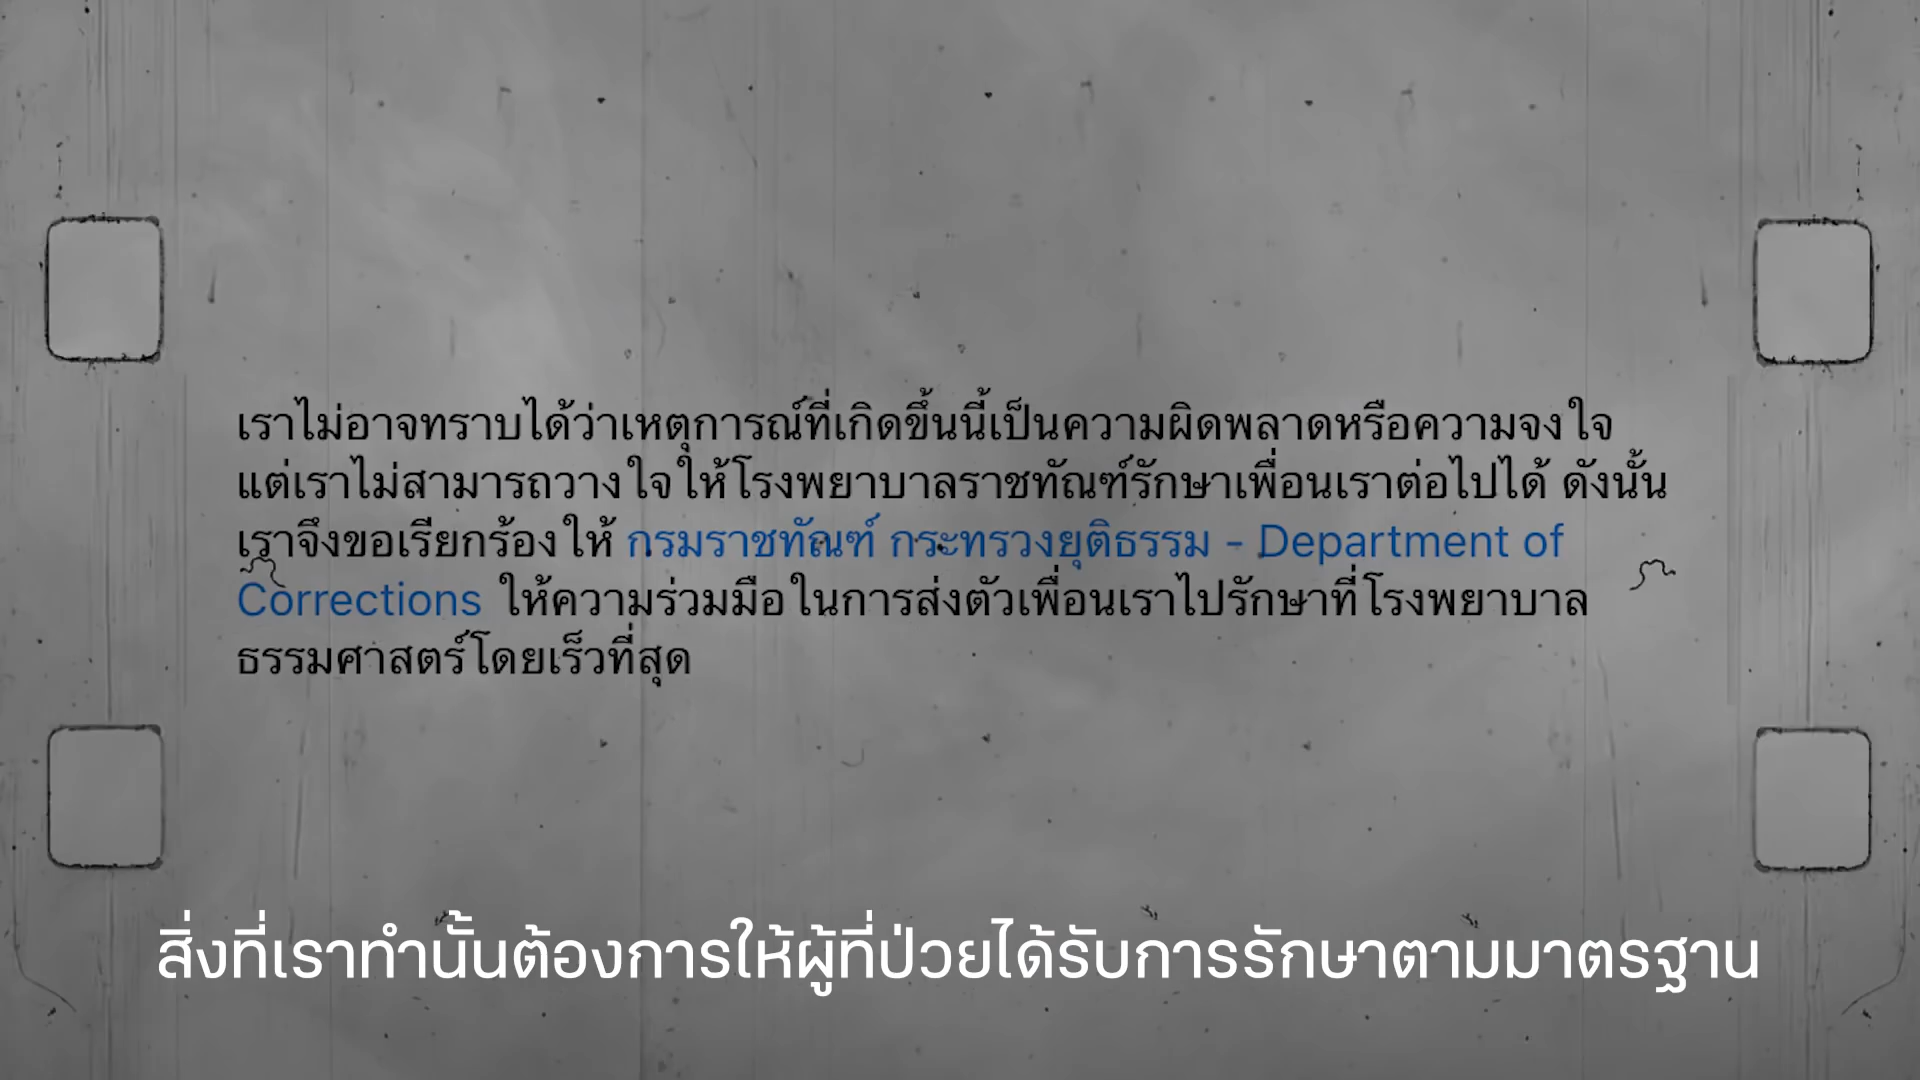 เราไม่อาจทราบได้ว่าเหตุการณ์ที่เกิดขึ้นนี้เป็นความผิดพลาดหรือความจงใจ
แต่เราไม่สามารถวางใจให้โรงพยาบาลราชทัณฑ์รักษาเพื่อนเราต่อไปได้ ดังนั้น
เราจึงขอเรียกร้องให้ กรมราชทัณฑ์ กระทรวงยุติธรรม - Department of
Corrections ให้ความร่วมมือในการส่งตัวเพื่อนเราไปรักษาที่โรงพยาบาล
ธรรมศาสตร์โดยเร็วที่สุด
สิ่งที่เราทำนั้นต้องการให้ผู้ที่ป่วยได้รับการรักษาตามมาตรฐาน